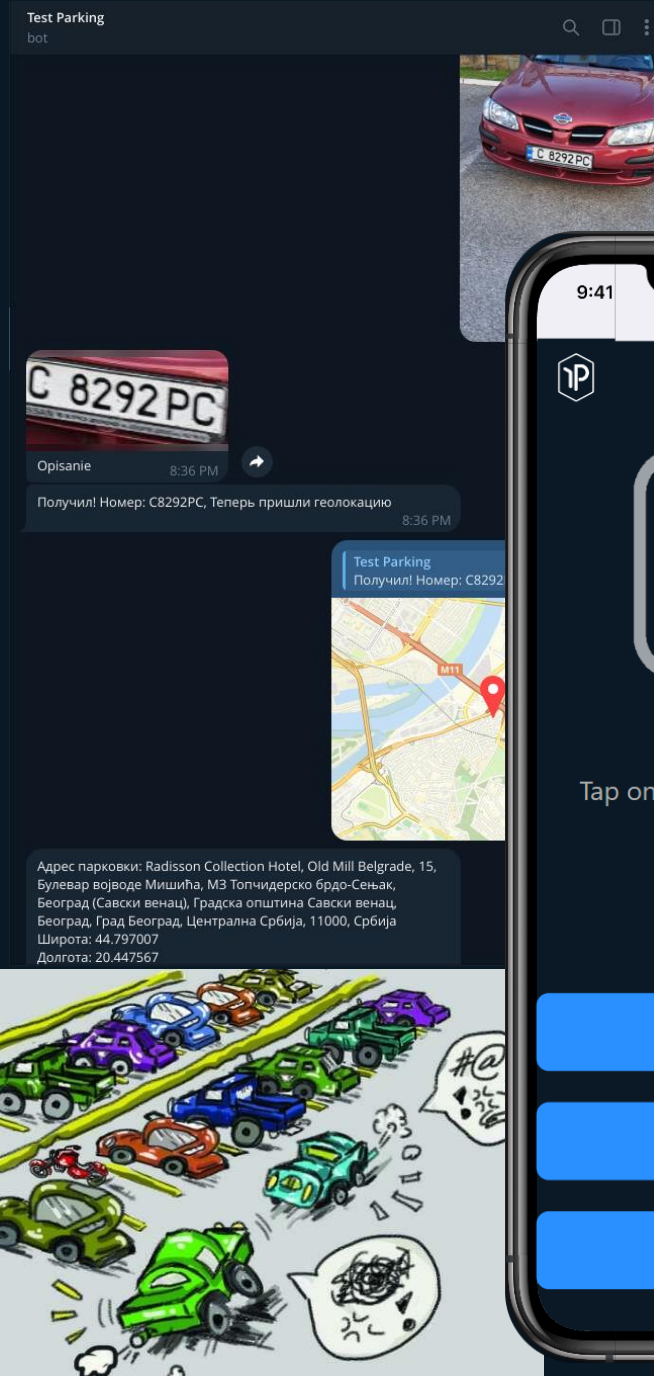 Test Parking
bot
C 8292 PC
9:41
C 8292 PC
Opisanie
8:36 PM
Получил! Номер: C8292PC, Теперь пришли геолокацию
8:36 PM
Test Parking
Получил! Номер: C8292
M11
Tap on
Адрес парковки: Radisson Collection Hotel, Old Mill Belgrade, 15,
Булевар војводе Мишића, МЗ Топчидерско брдо-Сењак,
Београд (Савски венац), Градска општина Савски венац,
Београд, Град Београд, Централна Србија, 11000, Србија
Широта: 44.797007
Долгота: 20.447567
#@